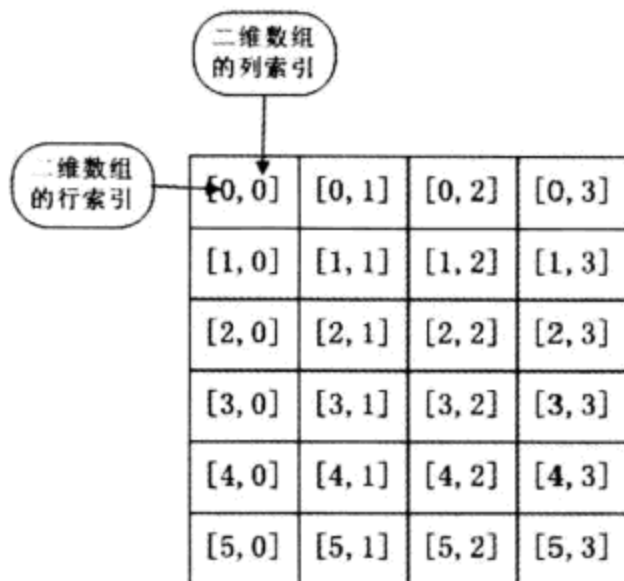 二维数组
的列索引
二维数组
的行索引
[0,0] [0,1] [0,2] [0,3]
[1,0] [1,1] [1,2] [1,3]
[2,0] [2,1] [2,2] [2,3]
[3,0] [3,1] [3,2] [3,3]
[4,0] [4,1] [4,2] [4,3]
[5,0] [5,1] [5,2] [5,3]